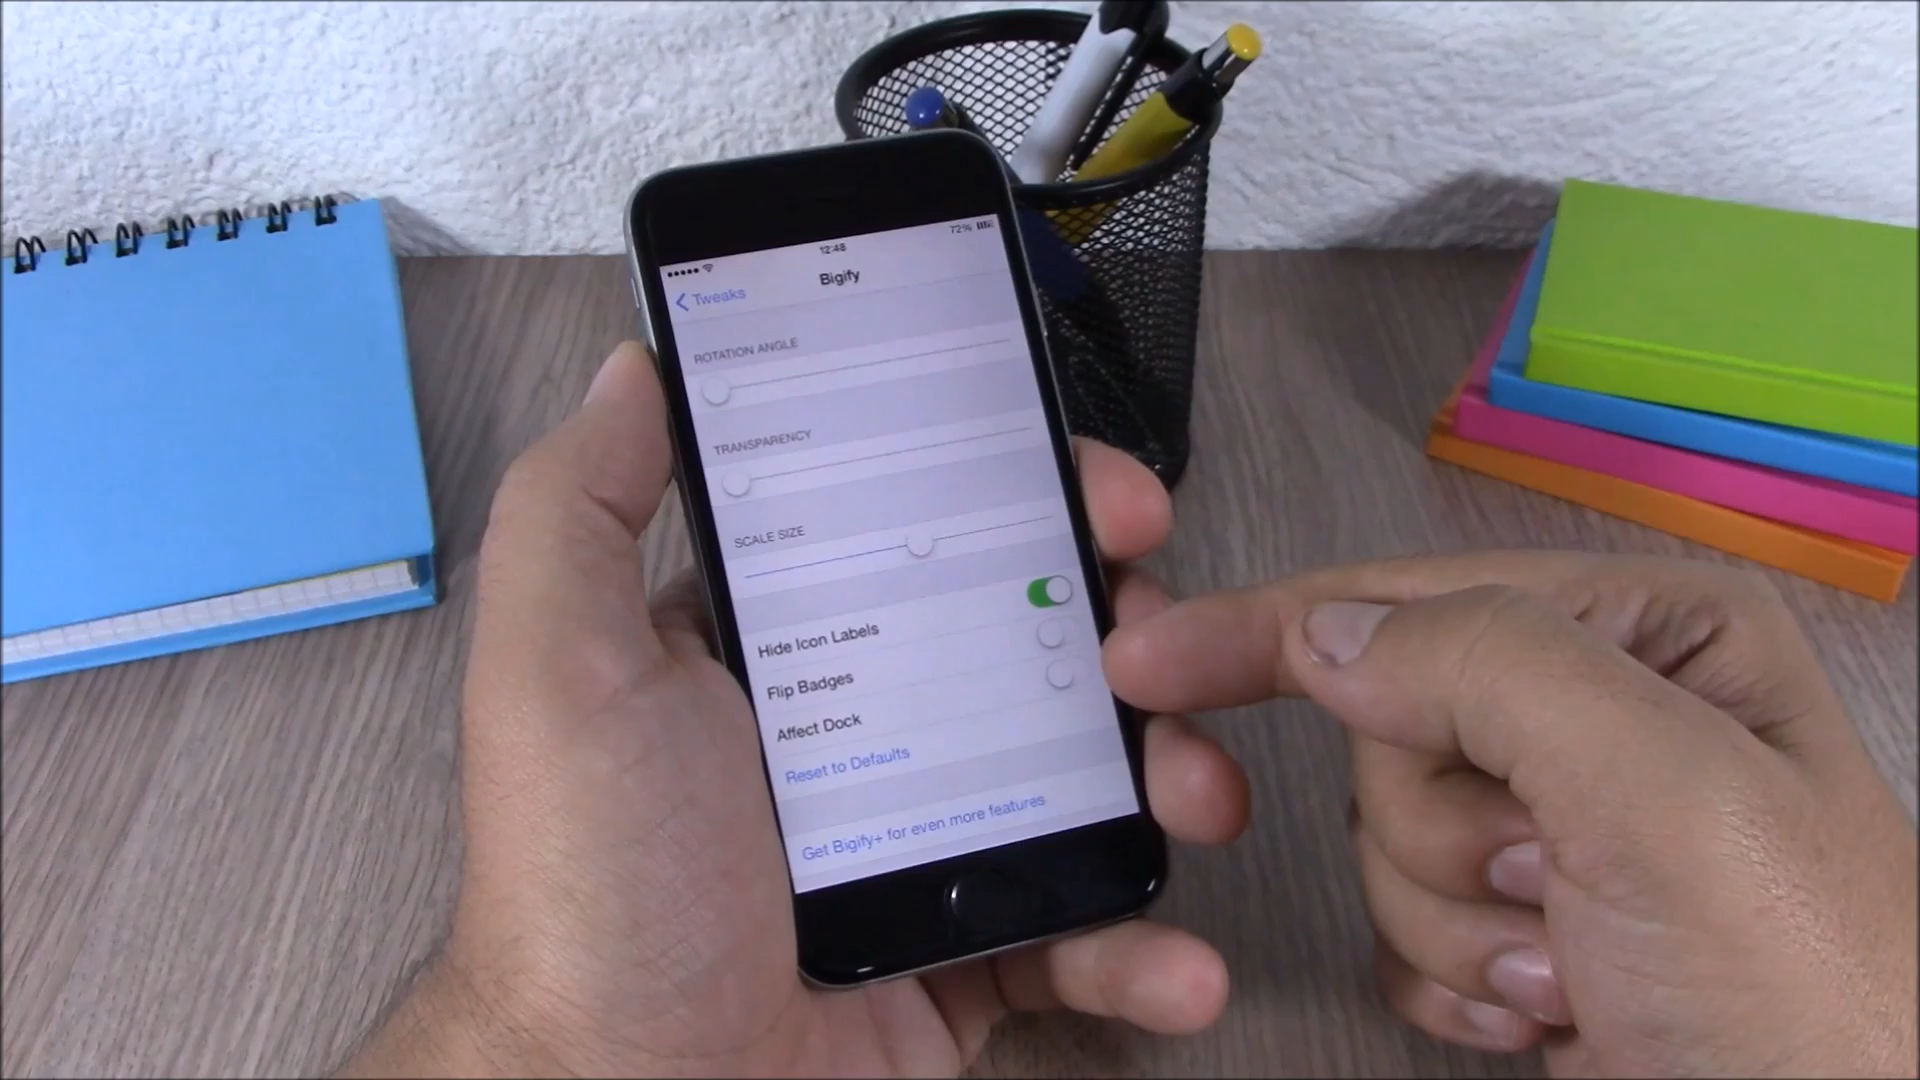 12:48
72%
Tweaks
Bigify
ROTATION ANGLE
TRANSPARENCY
SCALE SIZE
Hide Icon Labels
Flip Badges
Affect Dock
Reset to Defaults
Get Bigify+ for even more features